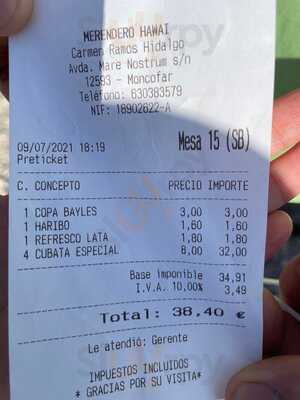 MERENDERO HAWAI
Carmen Ramos Hidalgo
Avda. Mare Nostrum s/n
12593 - Moncofar
Teléfono: 630383579
NIF: 18902622-A
09/07/2021 18:19 Mesa 15 (SB)
Preticket
C. CONCEPTO PRECIO IMPORTE
1 COPA BAYLES 3,00 3,00
1 HARIBO 1,60 1,60
1 REFRESCO LATA 1,80 1,80
4 CUBATA ESPECIAL 8,00 32,00
Base imponible 34,91
I.V.A. 10,00% 3,49
Total: 38,40 €
Le atendió: Gerente
IMPUESTOS INCLUIDOS
* GRACIAS POR SU VISITA*